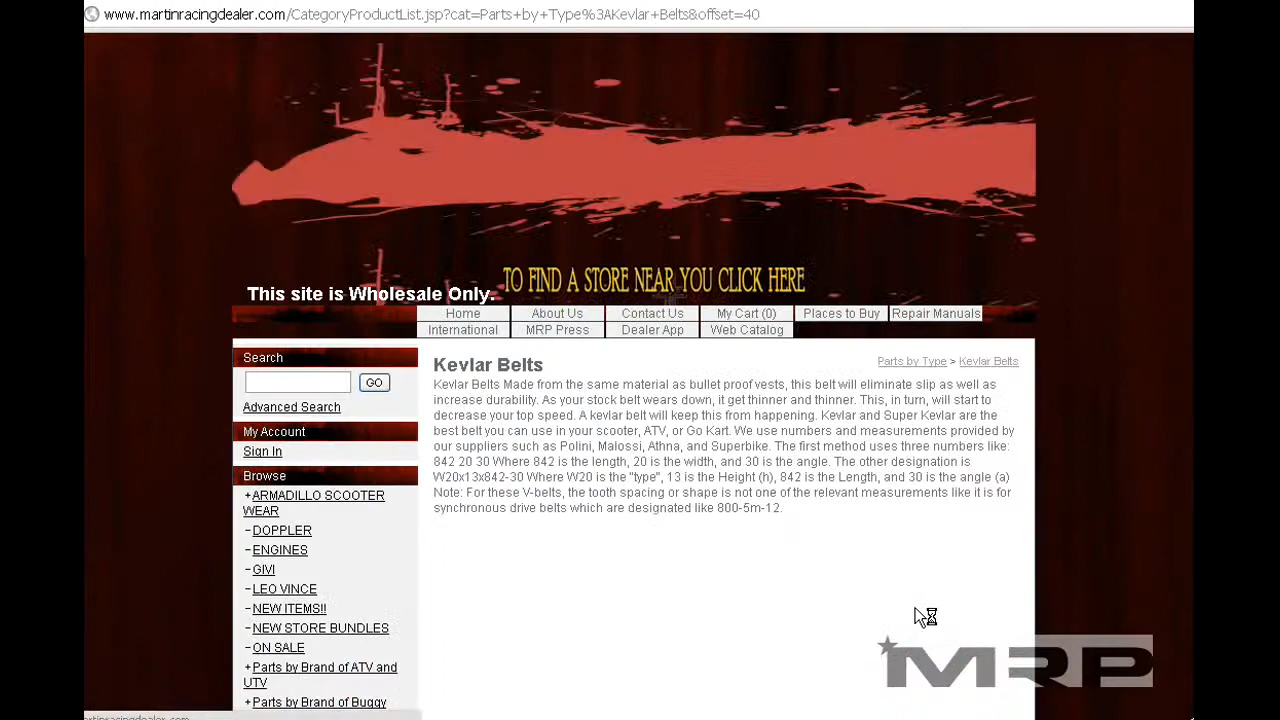 www.martinracingdealer.com/CategoryProductList.jsp?cat=Parts+by+Type%3AKevlar+Belts&offset=40
TO FIND A STORE NEAR YOU CLICK HERE
This site is Wholesale Only.
Home About Us Contact Us My Cart (0) Places to Buy Repair Manuals
International MRP Press Dealer App Web Catalog
Search
GO
Advanced Search
My Account
Sign In
Browse
+ARMADILLO SCOOTER
WEAR
-DOPPLER
-ENGINES
-GIVI
-LEO VINCE
-NEW ITEMS!!
-NEW STORE BUNDLES
-ON SALE
+Parts by Brand of ATV and
UTV
+Parts by Brand of Buggy
Kevlar Belts
Parts by Type > Kevlar Belts
Kevlar Belts Made from the same material as bullet proof vests, this belt will eliminate slip as well as
increase durability. As your stock belt wears down, it get thinner and thinner. This, in turn, will start to
decrease your top speed. A kevlar belt will keep this from happening. Kevlar and Super Kevlar are the
best belt you can use in your scooter, ATV, or Go Kart. We use numbers and measurements provided by
our suppliers such as Polini, Malossi, Athna, and Superbike. The first method uses three numbers like:
842 20 30 Where 842 is the length, 20 is the width, and 30 is the angle. The other designation is
W20x13x842-30 Where W20 is the "type", 13 is the Height (h), 842 is the Length, and 30 is the angle (a)
Note: For these V-belts, the tooth spacing or shape is not one of the relevant measurements like it is for
synchronous drive belts which are designated like 800-5m-12.
MRP